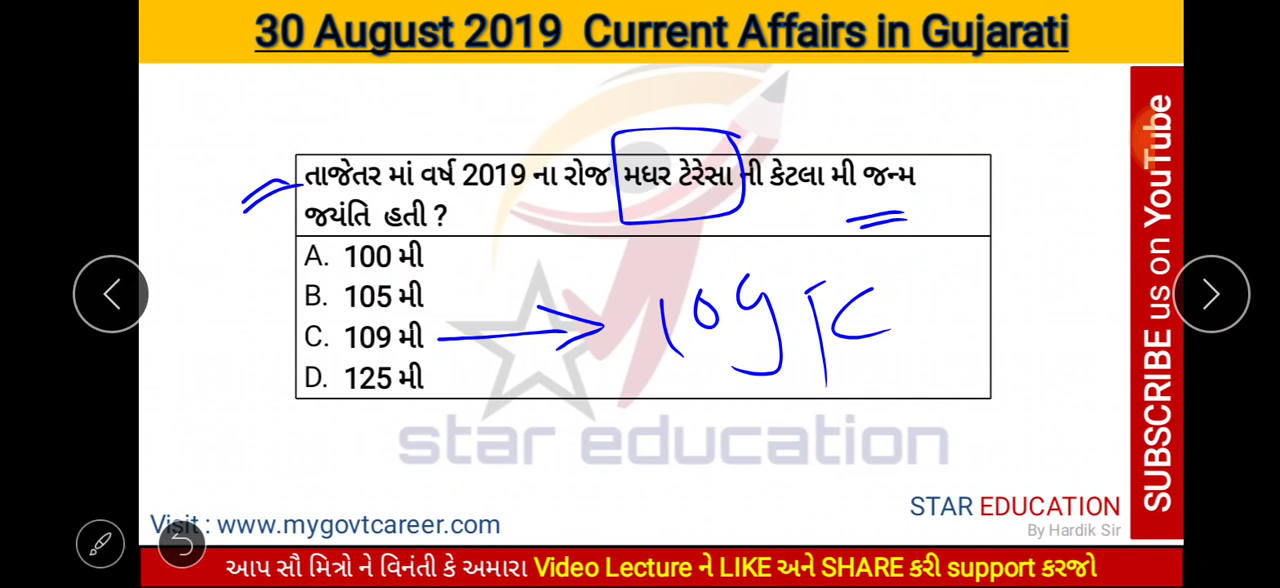 30 August 2019 Current Affairs in Gujarati
તાજેતર માં વર્ષ 2019 ના રોજ મધર ટેરેસા ની કેટલા મી જન્મ
જયંતિ હતી ?
A. 100 મી
B. 105 મી
C. 109 મી
D. 125 મી
star education
STAR EDUCATION
By Hardik Sir
Visit : www.mygovtcareer.com
આપ સૌ મિત્રો ને વિનંતી કે અમારા Video Lecture ને LIKE અને SHARE કરી support કરજો
SUBSCRIBE us on YouTube